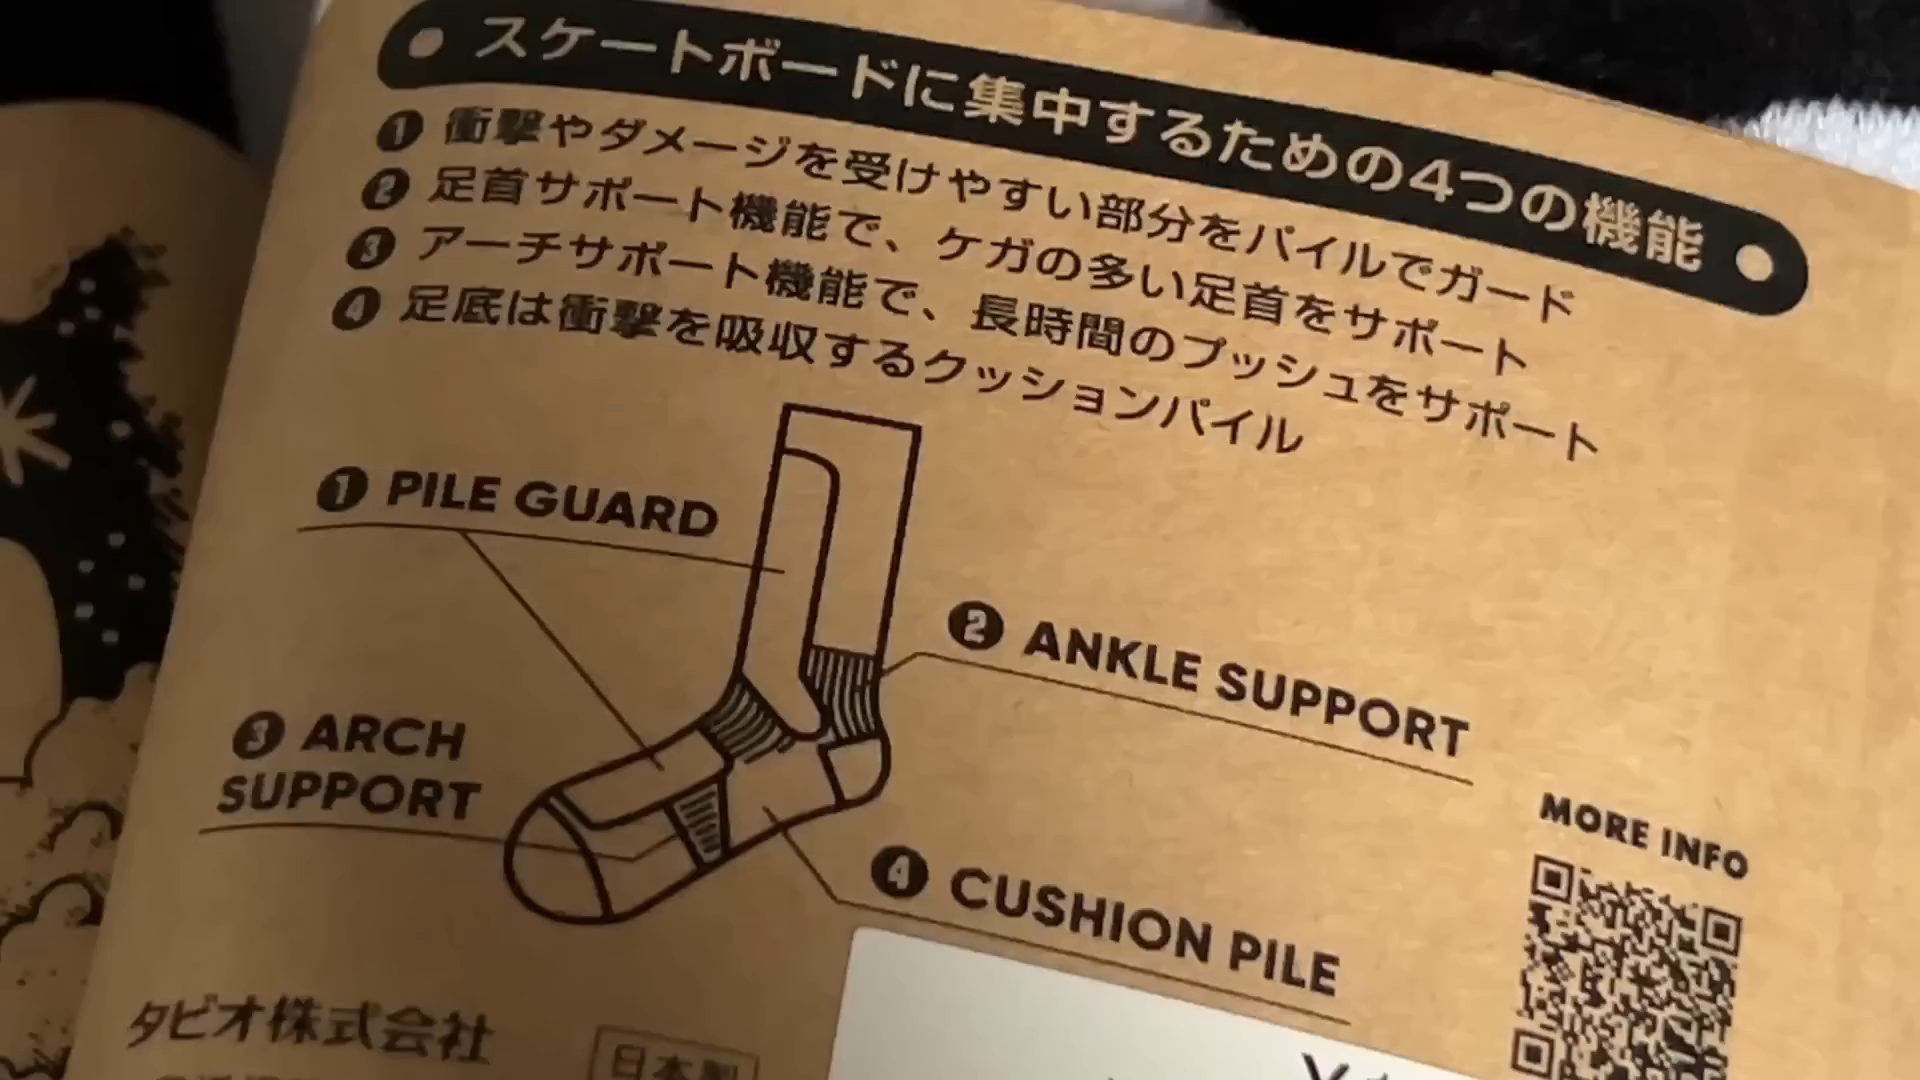 スケートボードに集中するための4つの機能
❶ 衝撃やダメージを受けやすい部分をパイルでガード
❷ 足首サポート機能で、ケガの多い足首をサポート
❸ アーチサポート機能で、長時間のプッシュをサポート
❹ 足底は衝撃を吸収するクッションパイル
❶ PILE GUARD
❷ ANKLE SUPPORT
❸ ARCH
SUPPORT
❹ CUSHION PILE
MORE INFO
タビオ株式会社
日本製